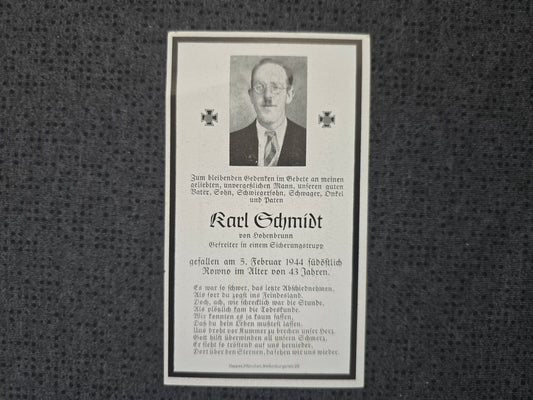 Zum bleibenden Gedenken im Gebete an meinen
geliebten, unvergeßlichen Mann, unseren guten
Vater, Sohn, Schwiegersohn, Schwager, Onkel
und Paten
Karl Schmidt
von Hohenbrunn
Gefreiter in einem Sicherungstrupp
gefallen am 5. Februar 1944 südöstlich
Rowno im Alter von 43 Jahren.
Es war so schwer, das letzte Abschiednehmen,
Als fort du zogst ins Feindesland.
Doch, ach, wie schrecklich war die Stunde,
Als plötzlich kam die Todeskunde.
Wir konnten es ja kaum fassen,
Daß du dein Leben mußtest lassen.
Uns droht vor Kummer zu brechen unser Herz.
Gott hilft überwinden all unsern Schmerz,
Er sieht so tröstend auf uns hernieder,
Dort über den Sternen, da sehen wir uns wieder.